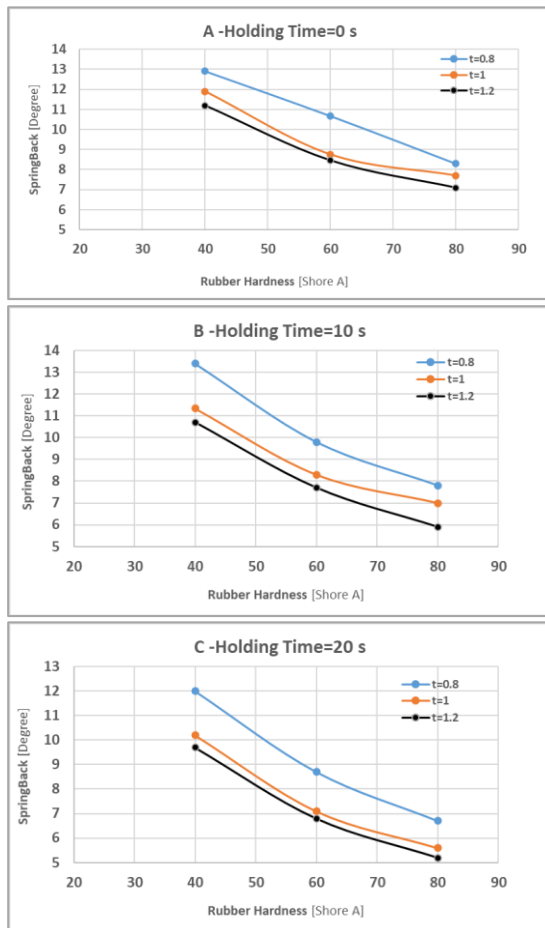 A -Holding Time=0 s
14
13
12
11
10
9
8
7
6
5
SpringBack [Degree]
t=0.8
t=1
t=1.2
20 30 40 50 60 70 80 90
Rubber Hardness [Shore A]
B -Holding Time=10 s
14
13
12
11
10
9
8
7
6
5
SpringBack [Degree]
t=0.8
t=1
t=1.2
20 30 40 50 60 70 80 90
Rubber Hardness [Shore A]
C -Holding Time=20 s
13
12
11
10
9
8
7
6
5
SpringBack [Degree]
t=0.8
t=1
t=1.2
20 30 40 50 60 70 80 90
Rubber Hardness [Shore A]